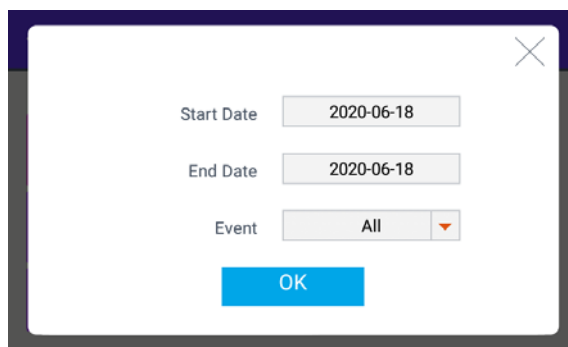 Start Date 2020-06-18
End Date 2020-06-18
Event All
OK